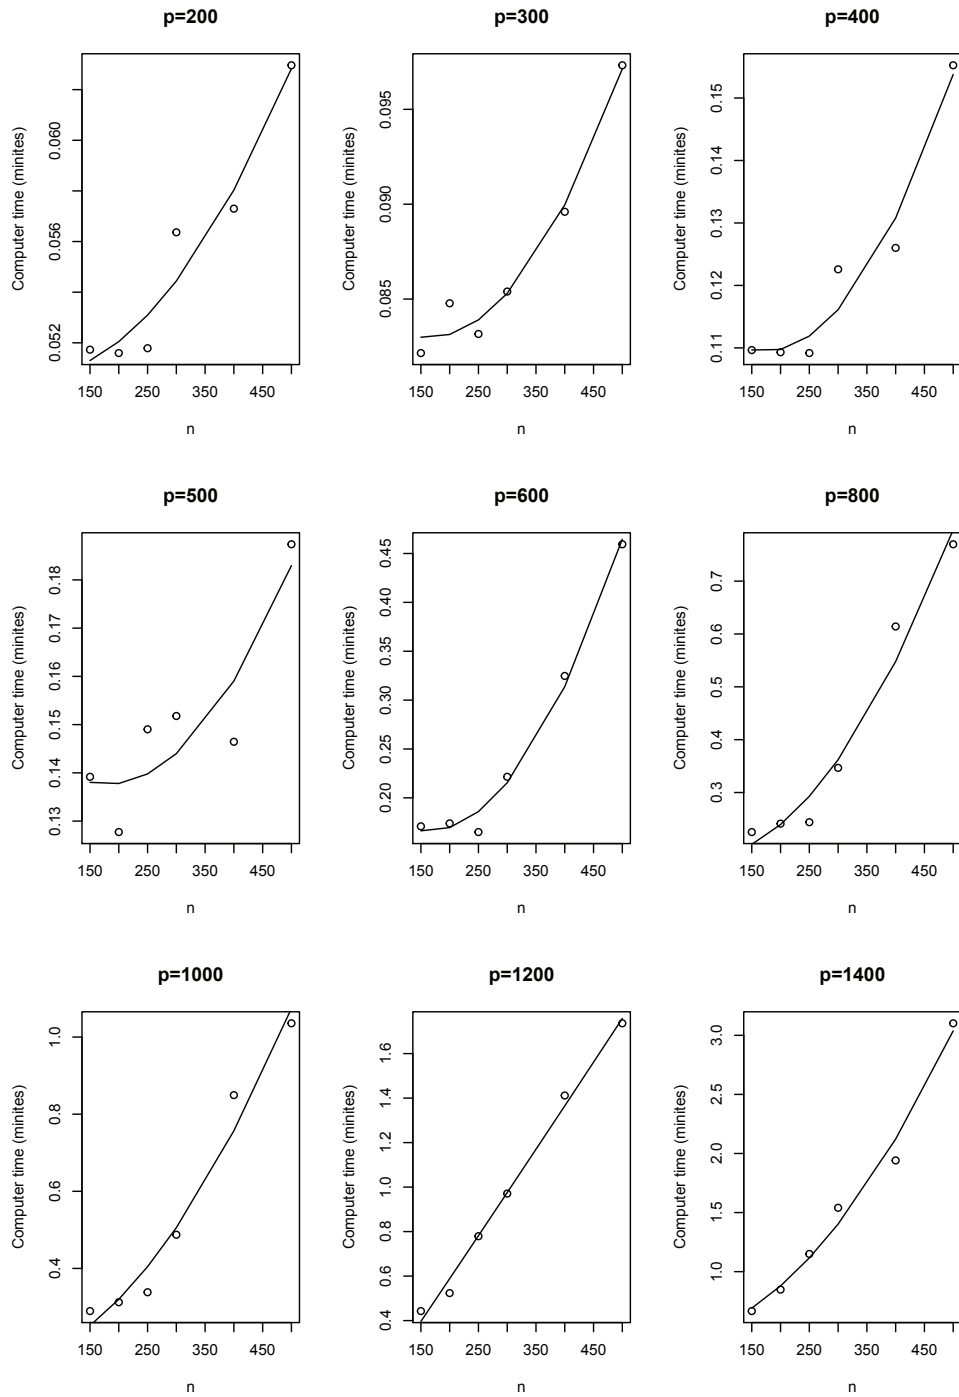 p=200
p=300
p=400
Computer time (minites)
0.052 0.056 0.060
Computer time (minites)
0.085 0.090 0.095
Computer time (minites)
0.11 0.12 0.13 0.14 0.15
150 250 350 450
150 250 350 450
150 250 350 450
n
n
n
p=500
p=600
p=800
Computer time (minites)
0.13 0.14 0.15 0.16 0.17 0.18
Computer time (minites)
0.20 0.25 0.30 0.35 0.40 0.45
Computer time (minites)
0.3 0.4 0.5 0.6 0.7
150 250 350 450
150 250 350 450
150 250 350 450
n
n
n
p=1000
p=1200
p=1400
Computer time (minites)
0.4 0.6 0.8 1.0
Computer time (minites)
0.4 0.6 0.8 1.0 1.2 1.4 1.6
Computer time (minites)
1.0 1.5 2.0 2.5 3.0
150 250 350 450
150 250 350 450
150 250 350 450
n
n
n